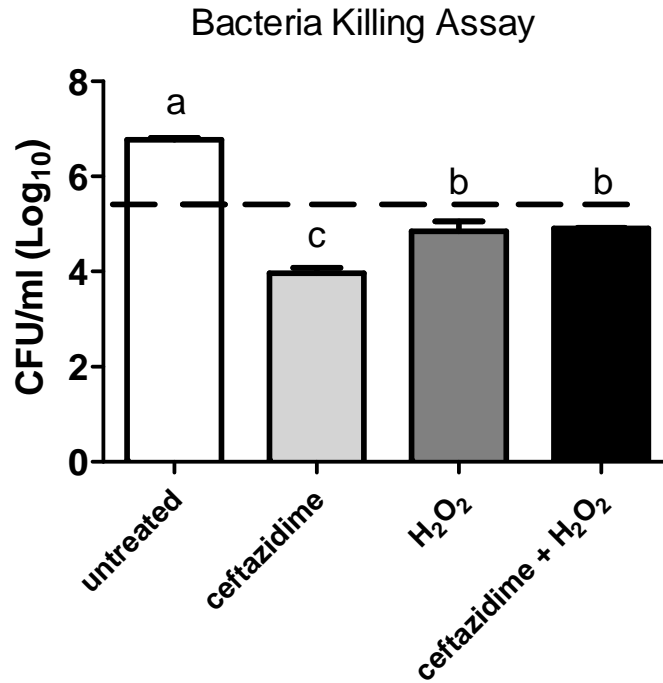 Bacteria Killing Assay
CFU/ml (Log₁₀)
8
6
4
2
0
a
c
b
b
untreated
ceftazidime
H₂O₂
ceftazidime + H₂O₂